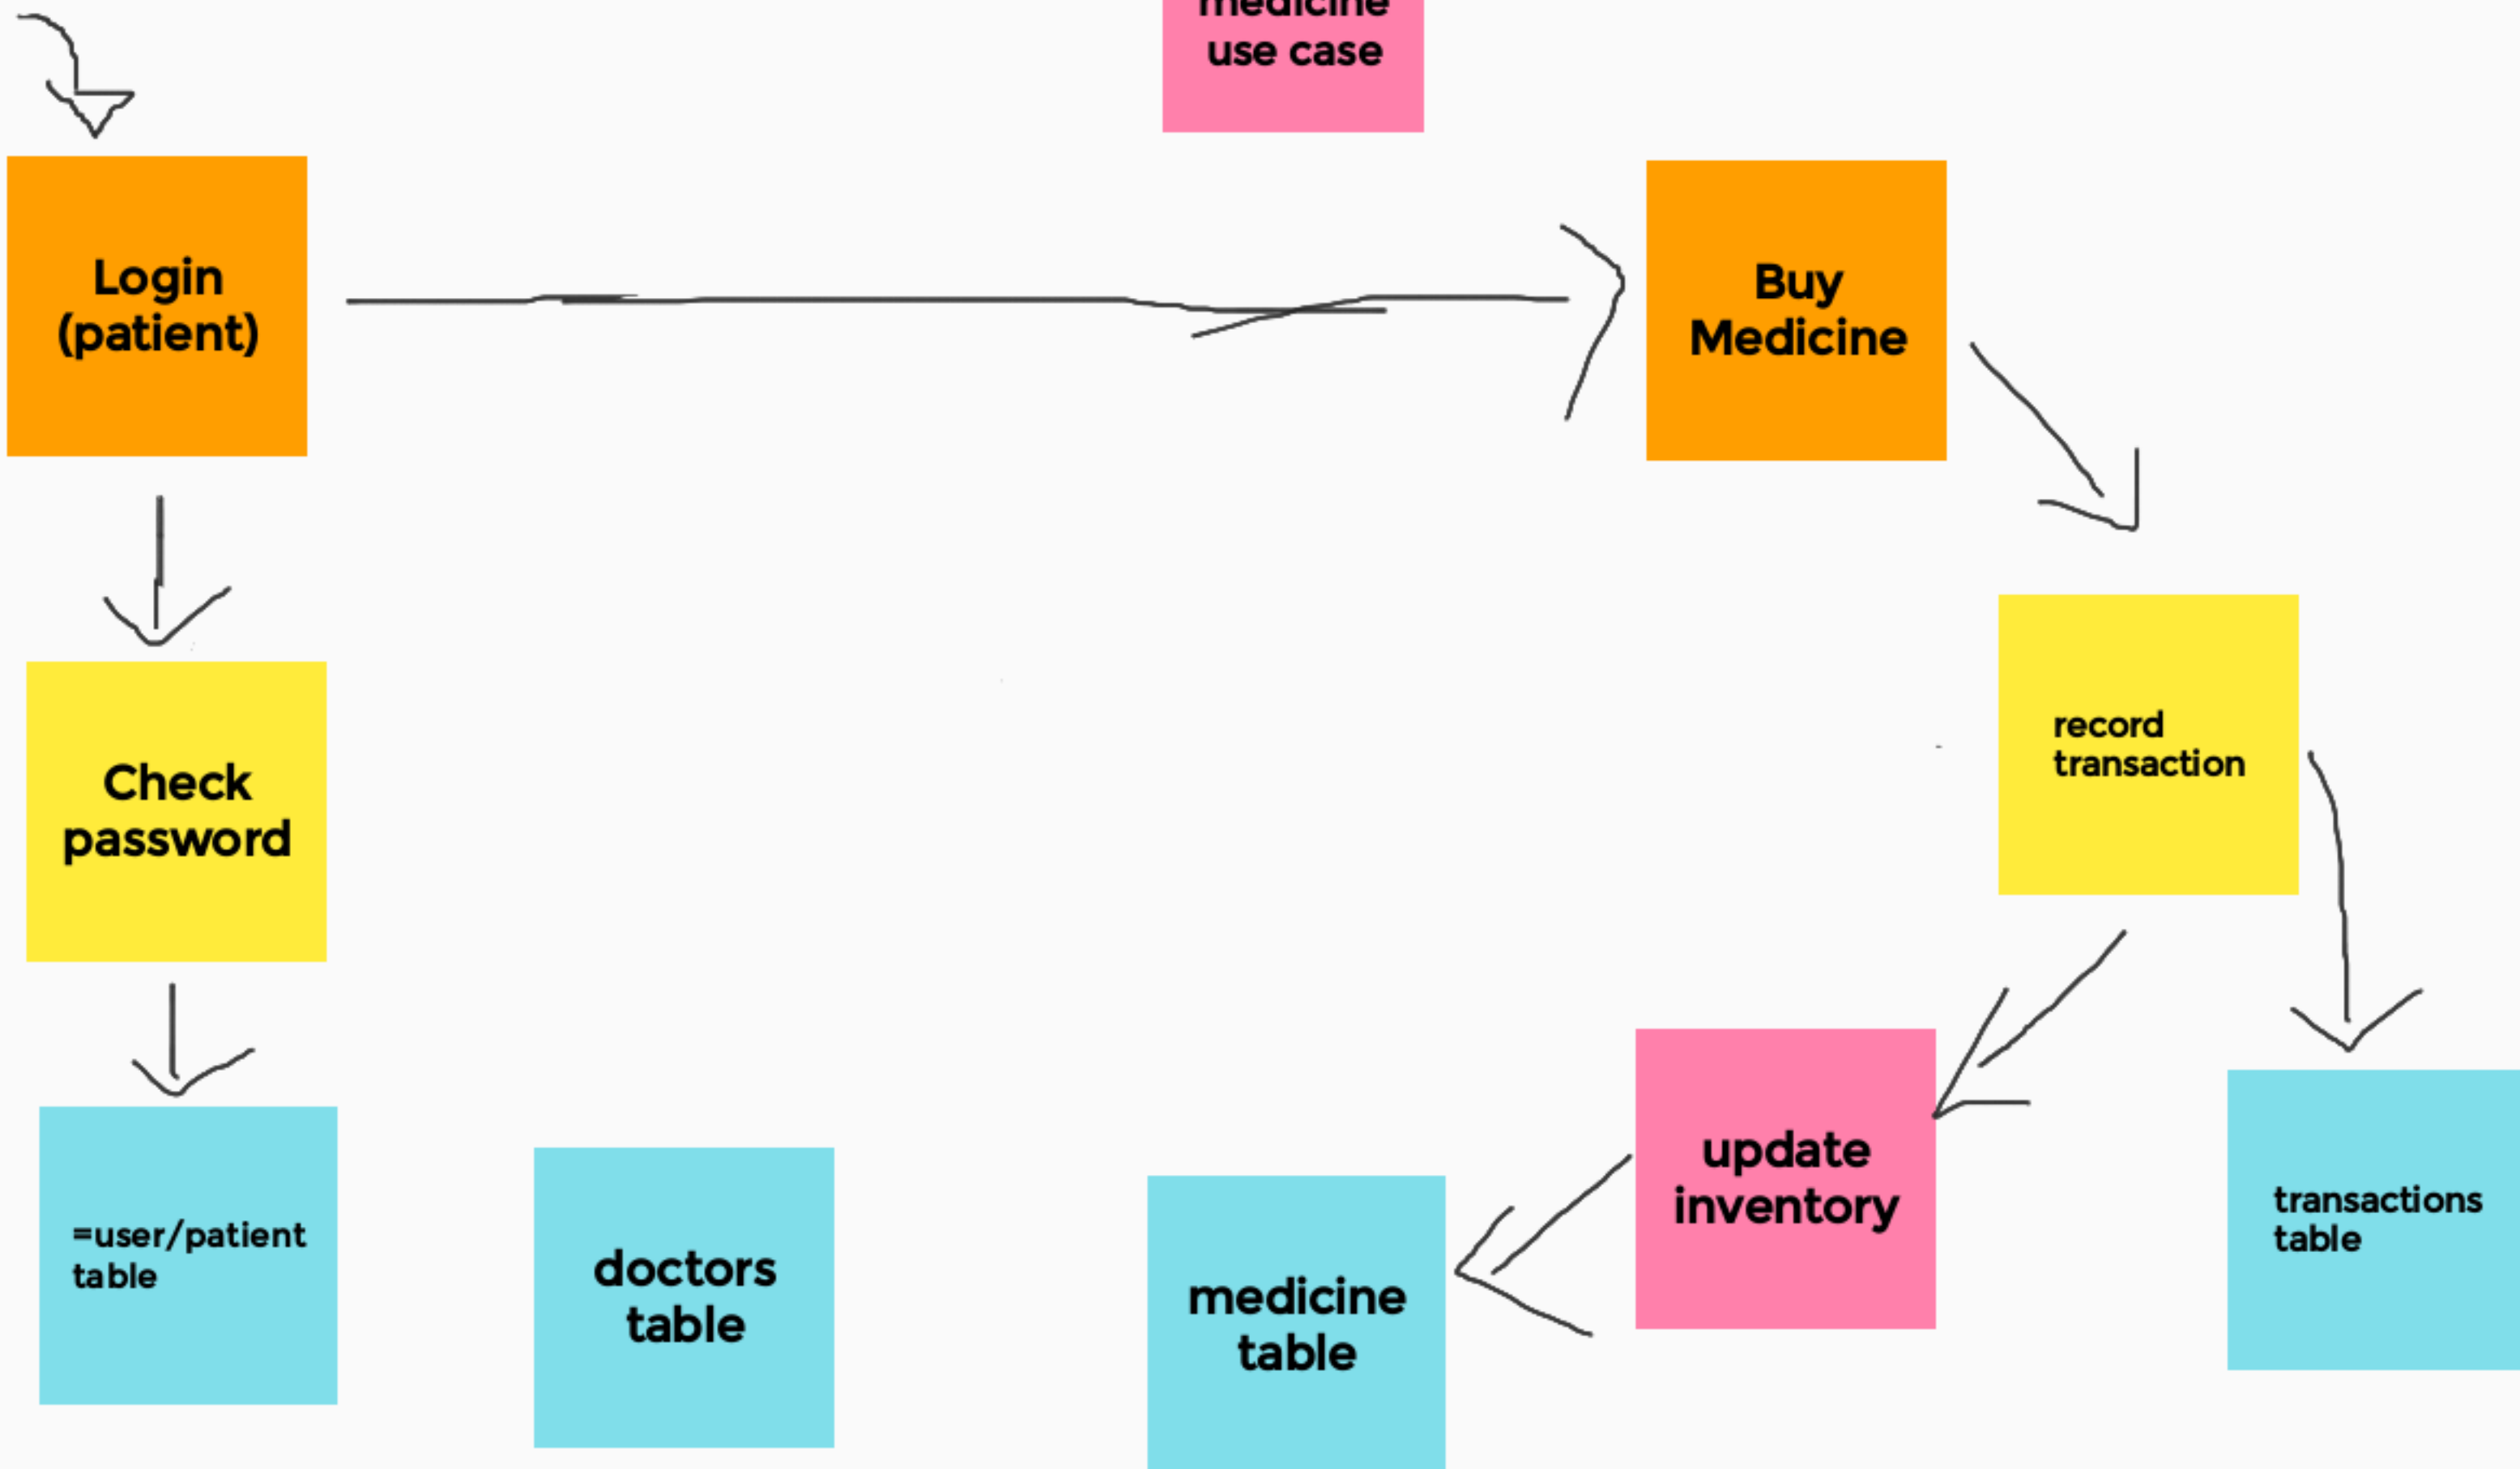 medicine
use case
Login
(patient)
Buy
Medicine
Check
password
record
transaction
=user/patient
table
doctors
table
medicine
table
update
inventory
transactions
table